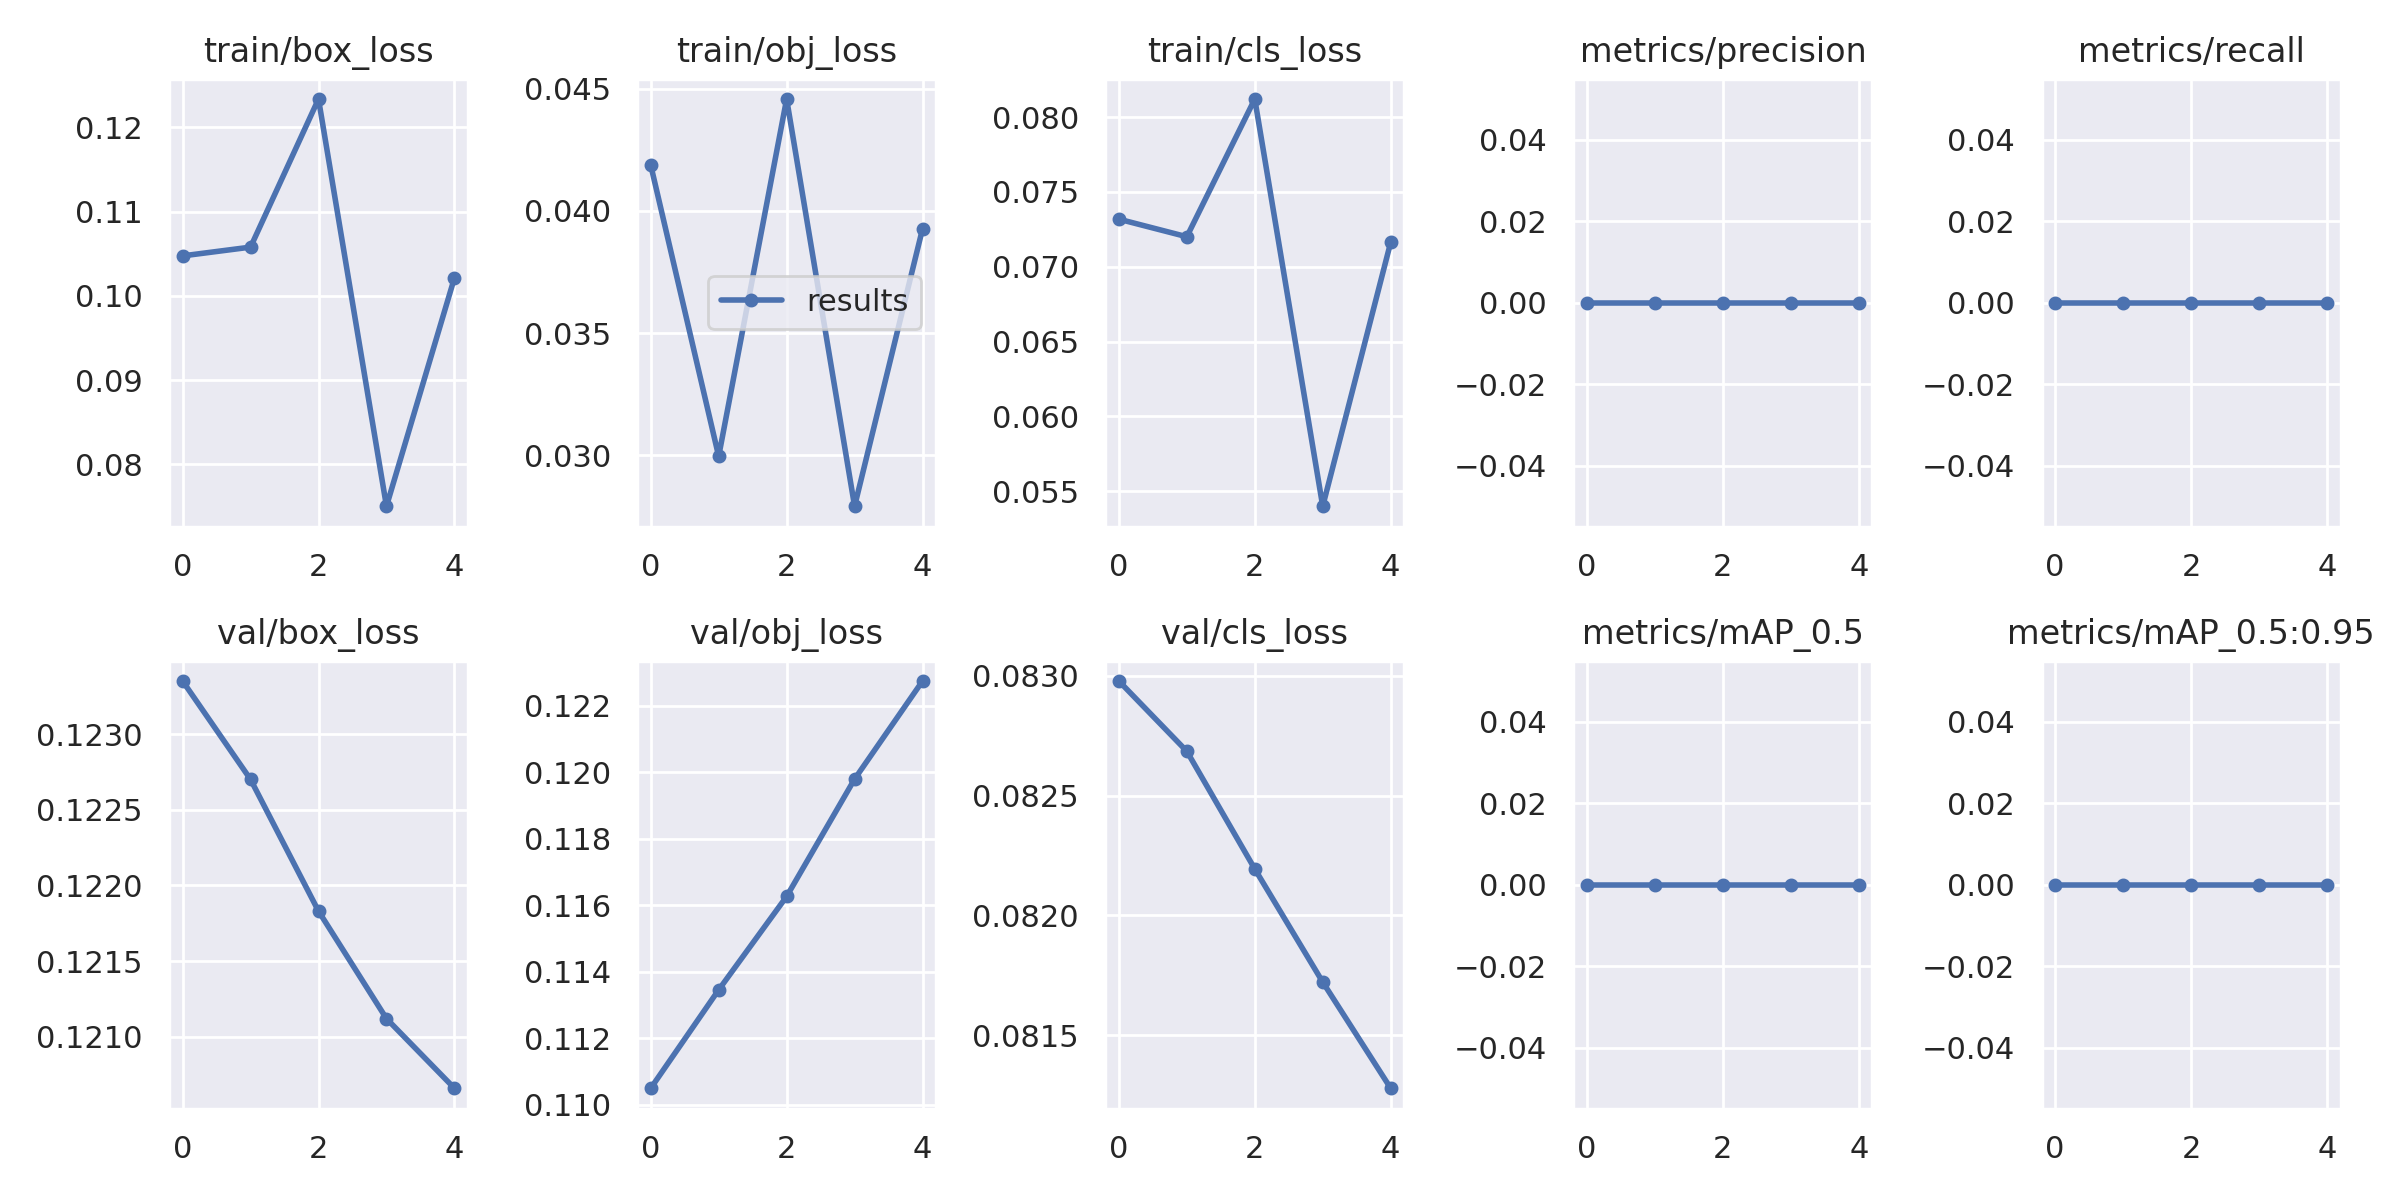 train/box_loss
0.12
0.11
0.10
0.09
0.08
0 2 4
train/obj_loss
0.045
0.040
0.035
0.030
results
0 2 4
train/cls_loss
0.080
0.075
0.070
0.065
0.060
0.055
0 2 4
metrics/precision
0.04
0.02
0.00
−0.02
−0.04
0 2 4
metrics/recall
0.04
0.02
0.00
−0.02
−0.04
0 2 4
val/box_loss
0.1230
0.1225
0.1220
0.1215
0.1210
0 2 4
val/obj_loss
0.122
0.120
0.118
0.116
0.114
0.112
0.110
0 2 4
val/cls_loss
0.0830
0.0825
0.0820
0.0815
0 2 4
metrics/mAP_0.5
0.04
0.02
0.00
−0.02
−0.04
0 2 4
metrics/mAP_0.5:0.95
0.04
0.02
0.00
−0.02
−0.04
0 2 4